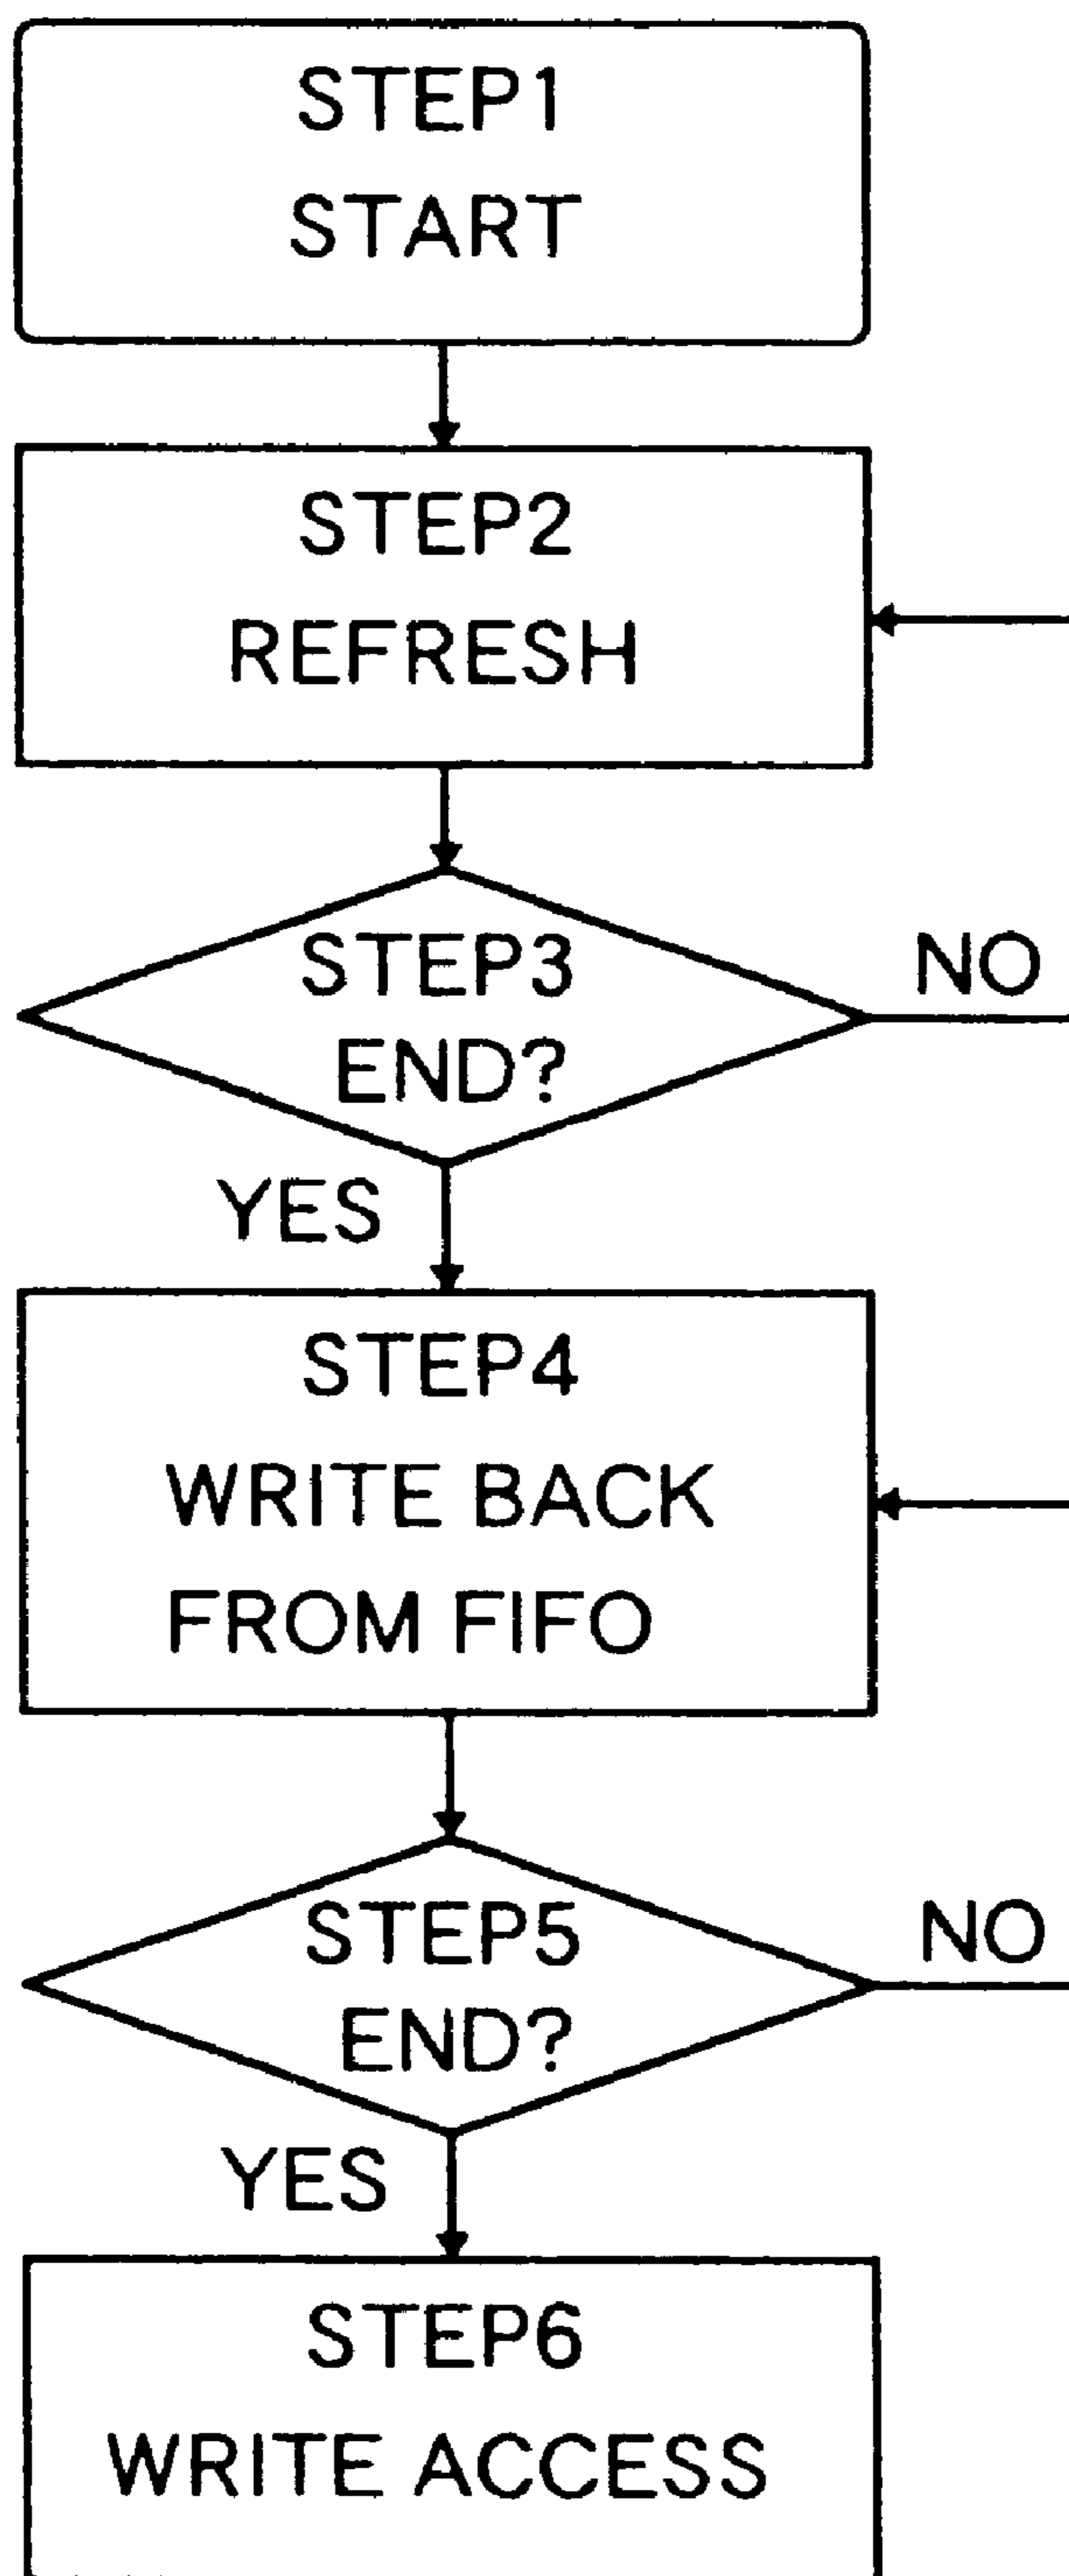 STEP1
START
STEP2
REFRESH
STEP3
END?
NO
YES
STEP4
WRITE BACK
FROM FIFO
STEP5
END?
NO
YES
STEP6
WRITE ACCESS